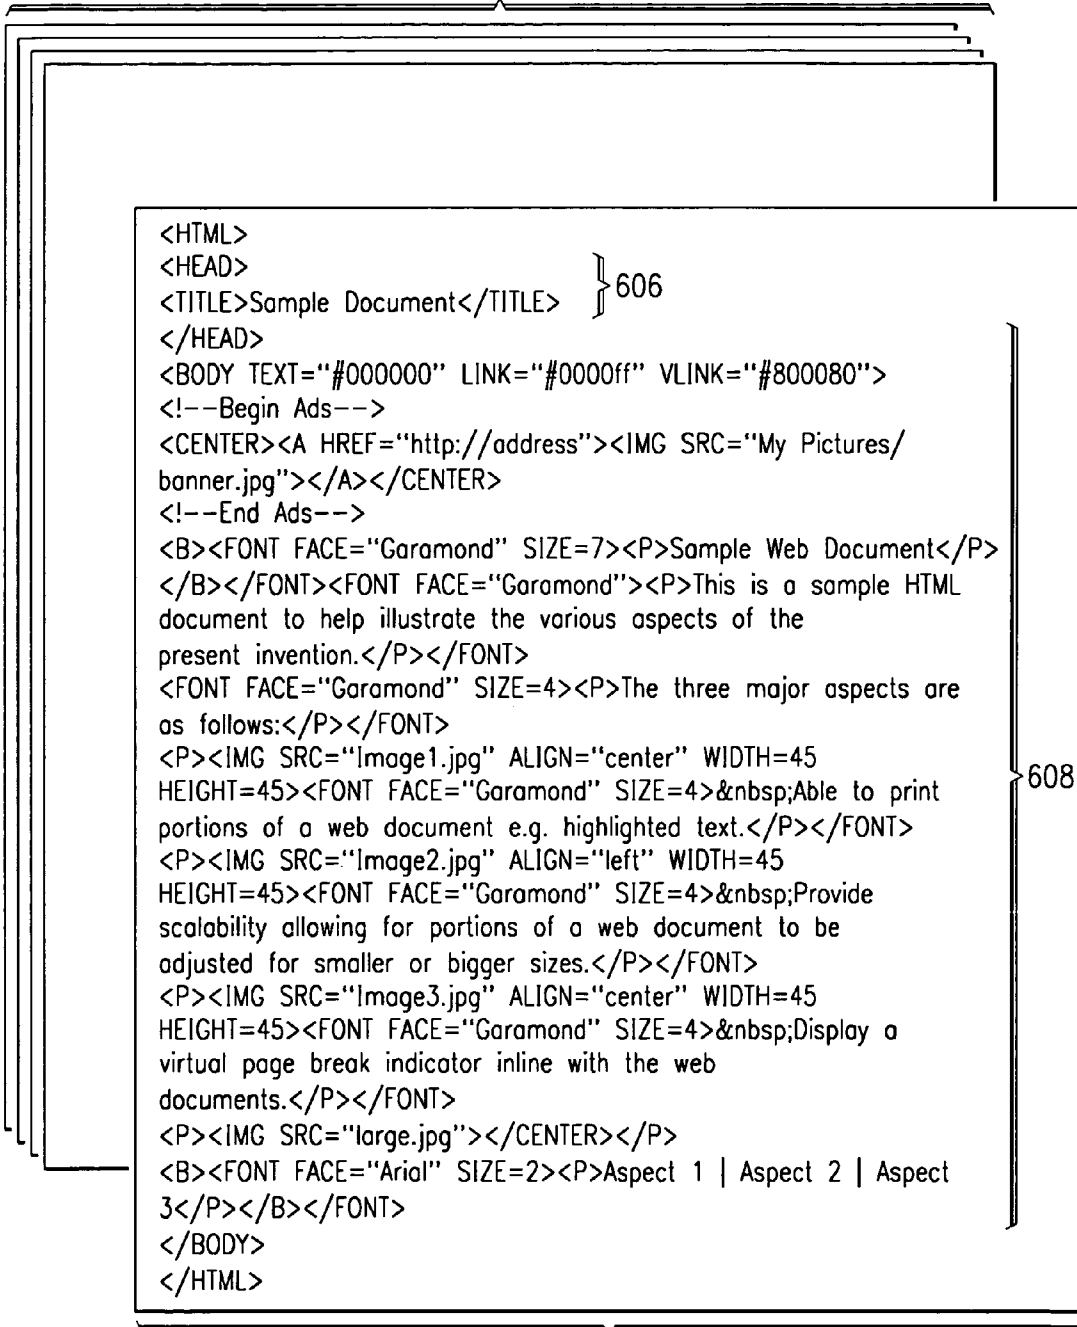 <HTML>
<HEAD>
<TITLE>Sample Document</TITLE>
606
</HEAD>
<BODY TEXT="#000000" LINK="#0000ff" VLINK="#800080">
<!--Begin Ads-->
<CENTER><A HREF="http://address"><IMG SRC="My Pictures/
banner.jpg"></A></CENTER>
<!--End Ads-->
<B><FONT FACE="Garamond" SIZE=7><P>Sample Web Document</P>
</B></FONT><FONT FACE="Garamond"><P>This is a sample HTML
document to help illustrate the various aspects of the
present invention.</P></FONT>
<FONT FACE="Garamond" SIZE=4><P>The three major aspects are
as follows:</P></FONT>
<P><IMG SRC="Image1.jpg" ALIGN="center" WIDTH=45
HEIGHT=45><FONT FACE="Garamond" SIZE=4>&nbsp;Able to print
608
portions of a web document e.g. highlighted text.</P></FONT>
<P><IMG SRC="Image2.jpg" ALIGN="left" WIDTH=45
HEIGHT=45><FONT FACE="Garamond" SIZE=4>&nbsp;Provide
scalability allowing for portions of a web document to be
adjusted for smaller or bigger sizes.</P></FONT>
<P><IMG SRC="Image3.jpg" ALIGN="center" WIDTH=45
HEIGHT=45><FONT FACE="Garamond" SIZE=4>&nbsp;Display a
virtual page break indicator inline with the web
documents.</P></FONT>
<P><IMG SRC="large.jpg"></CENTER></P>
<B><FONT FACE="Arial" SIZE=2><P>Aspect 1 | Aspect 2 | Aspect
3</P></B></FONT>
</BODY>
</HTML>